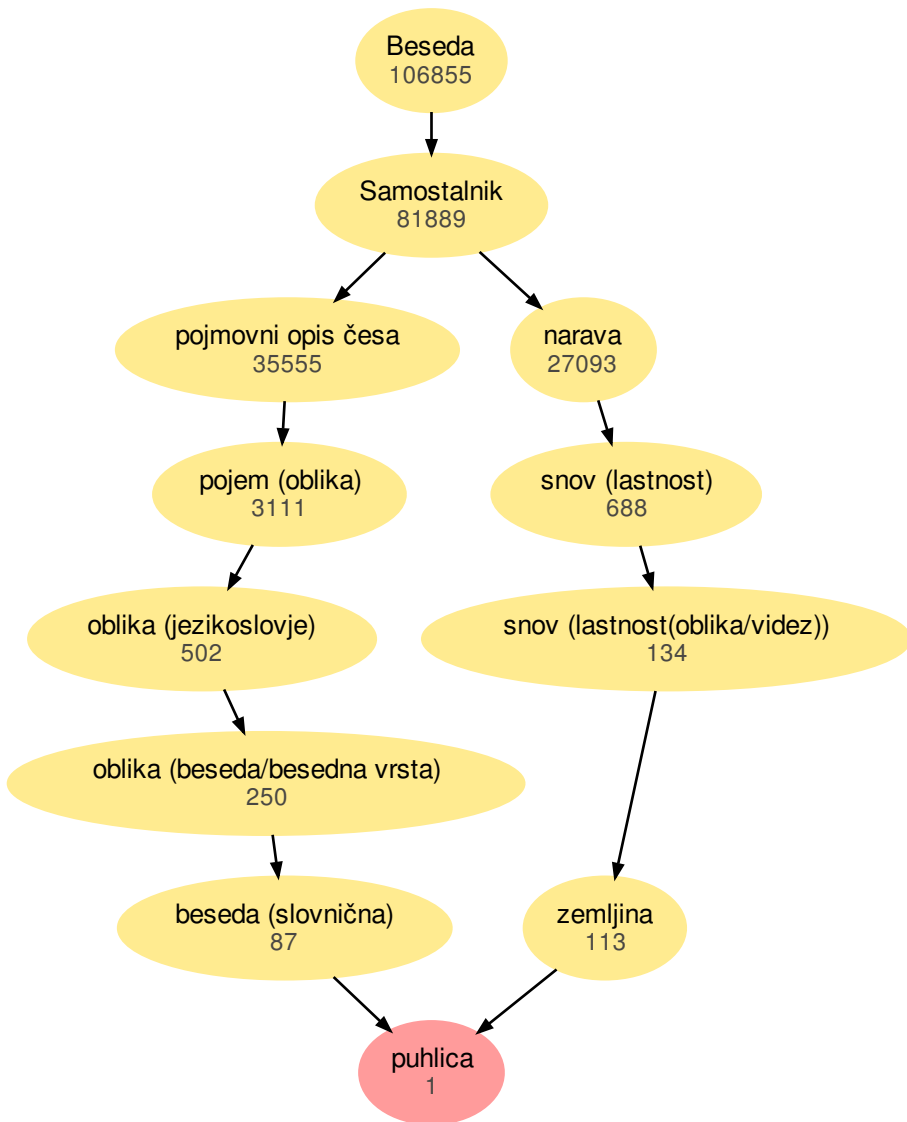 Beseda
106855
Samostalnik
81889
pojmovni opis česa
35555
narava
27093
pojem (oblika)
3111
snov (lastnost)
688
oblika (jezikoslovje)
502
snov (lastnost(oblika/videz))
134
oblika (beseda/besedna vrsta)
250
beseda (slovnična)
87
zemljina
113
puhlica
1